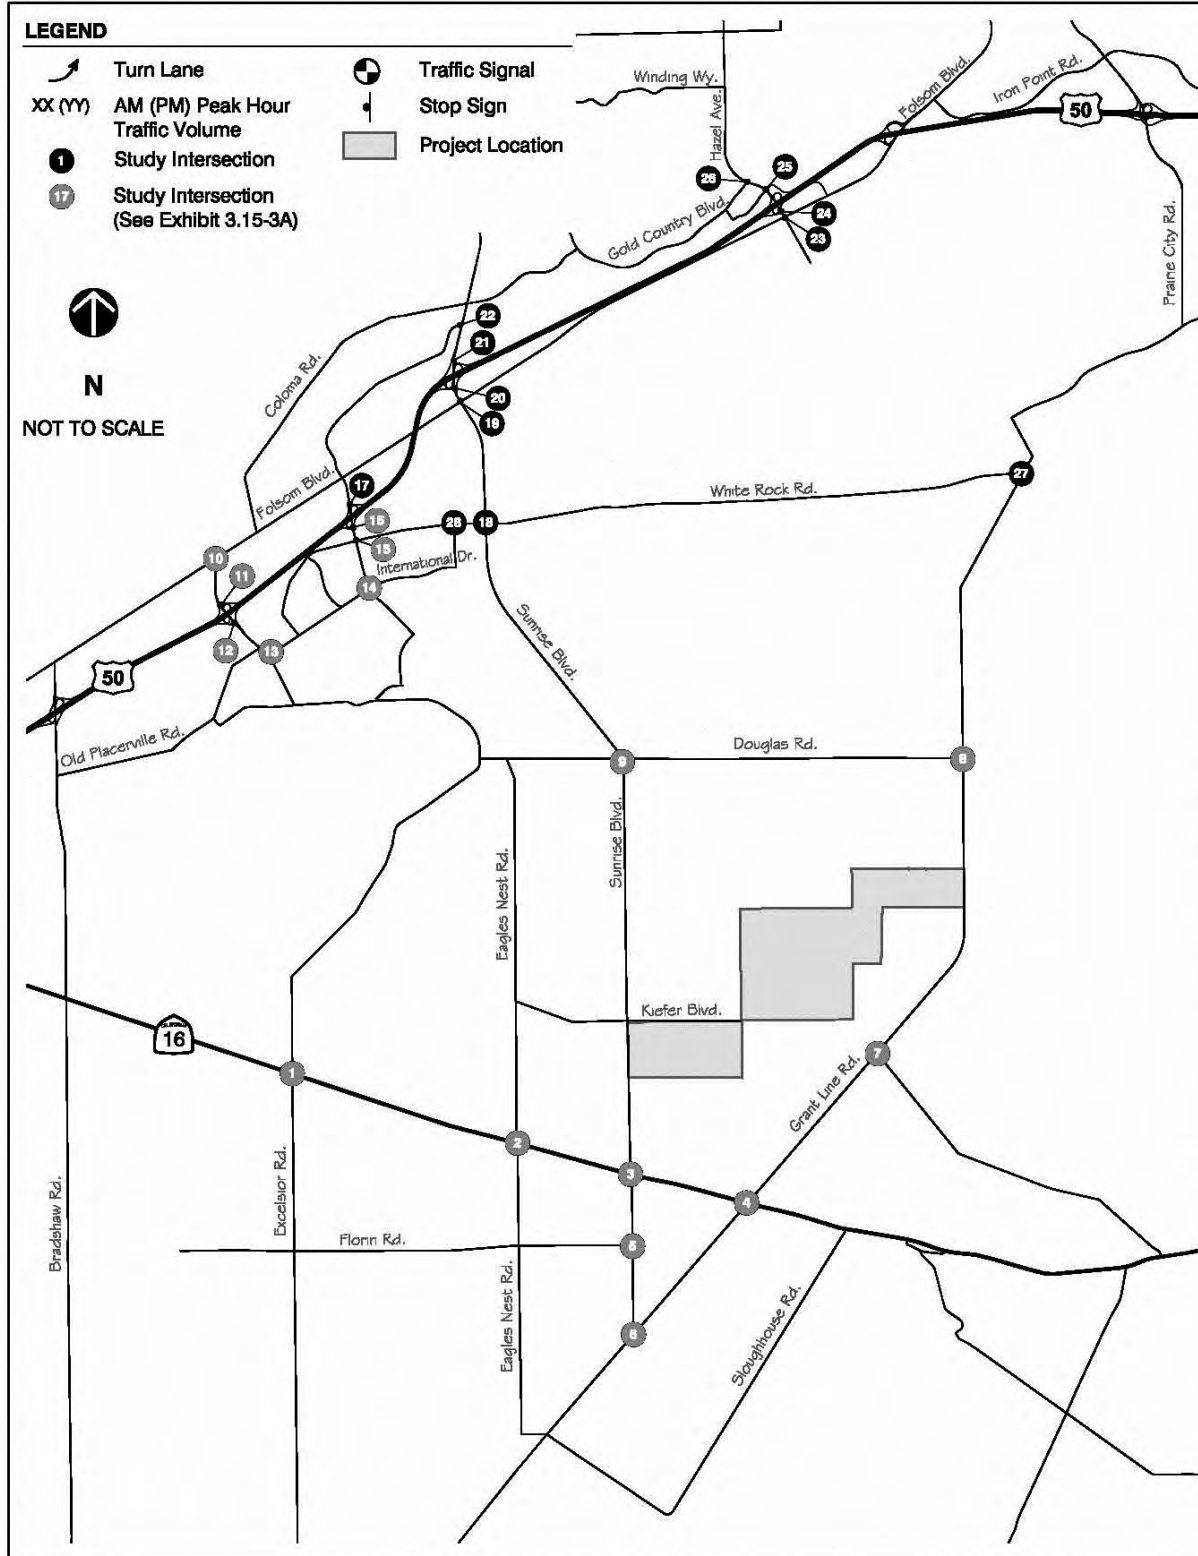 LEGEND
Turn Lane
XX (YY) AM (PM) Peak Hour
Traffic Volume
1 Study Intersection
17 Study Intersection
(See Exhibit 3.15-3A)
Traffic Signal
Stop Sign
Project Location
N
NOT TO SCALE
Winding Wy.
Hazel Ave.
Folsom Blvd.
Iron Point Rd.
50
Prairie City Rd.
26
25
24
23
Gold Country Blvd.
22
21
20
19
Coloma Rd.
Folsom Blvd.
17
16
15
28
18
White Rock Rd.
27
International Dr.
14
10
11
12
13
50
Old Placerville Rd.
Sunrise Blvd.
Douglas Rd.
9
8
Eagles Nest Rd.
Sunrise Blvd.
Kiefer Blvd.
CALIFORNIA
16
1
7
Grant Line Rd.
2
3
4
Bradshaw Rd.
Excelsior Rd.
Florin Rd.
5
Eagles Nest Rd.
6
Sloughhouse Rd.